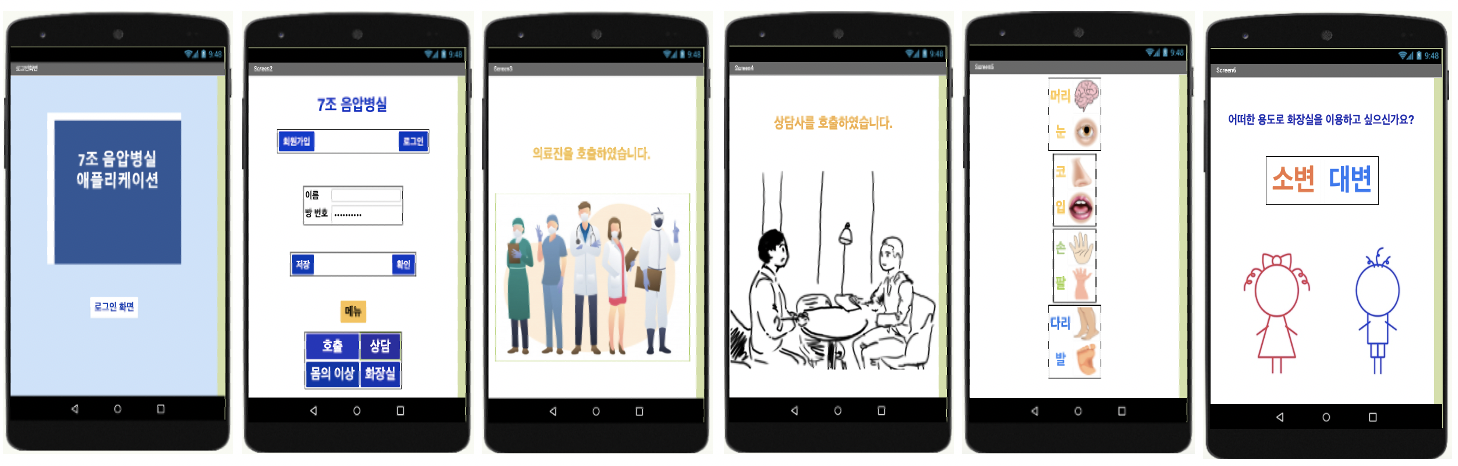 9:48
로그인화면
7조 음압병실
애플리케이션
로그인 화면
9:48
Screen2
7조 음압병실
회원가입 로그인
이름
방 번호 ••••••••••
저장 확인
메뉴
호출 상담
몸의 이상 화장실
9:48
Screen3
의료진을 호출하였습니다.
9:48
Screen4
상담사를 호출하였습니다.
9:48
Screen5
머리
눈
코
입
손
팔
다리
발
9:48
Screen6
어떠한 용도로 화장실을 이용하고 싶으신가요?
소변 대변